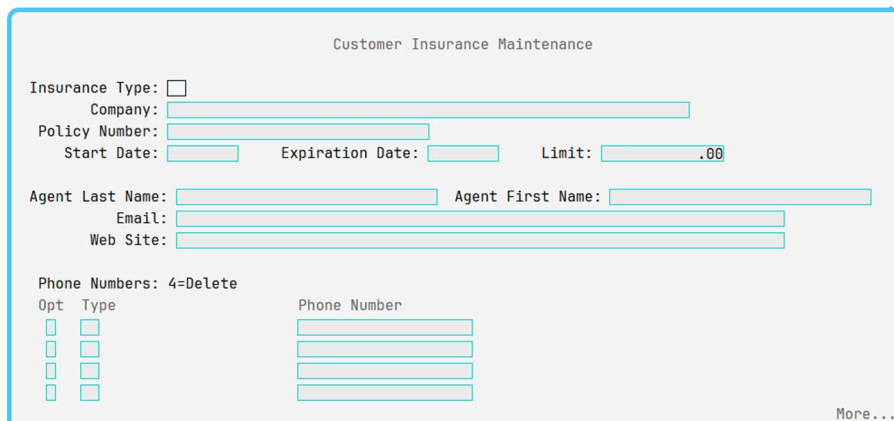 Customer Insurance Maintenance
Insurance Type:
Company:
Policy Number:
Start Date: Expiration Date: Limit: .00
Agent Last Name: Agent First Name:
Email:
Web Site:
Phone Numbers: 4=Delete
Opt Type Phone Number
More...